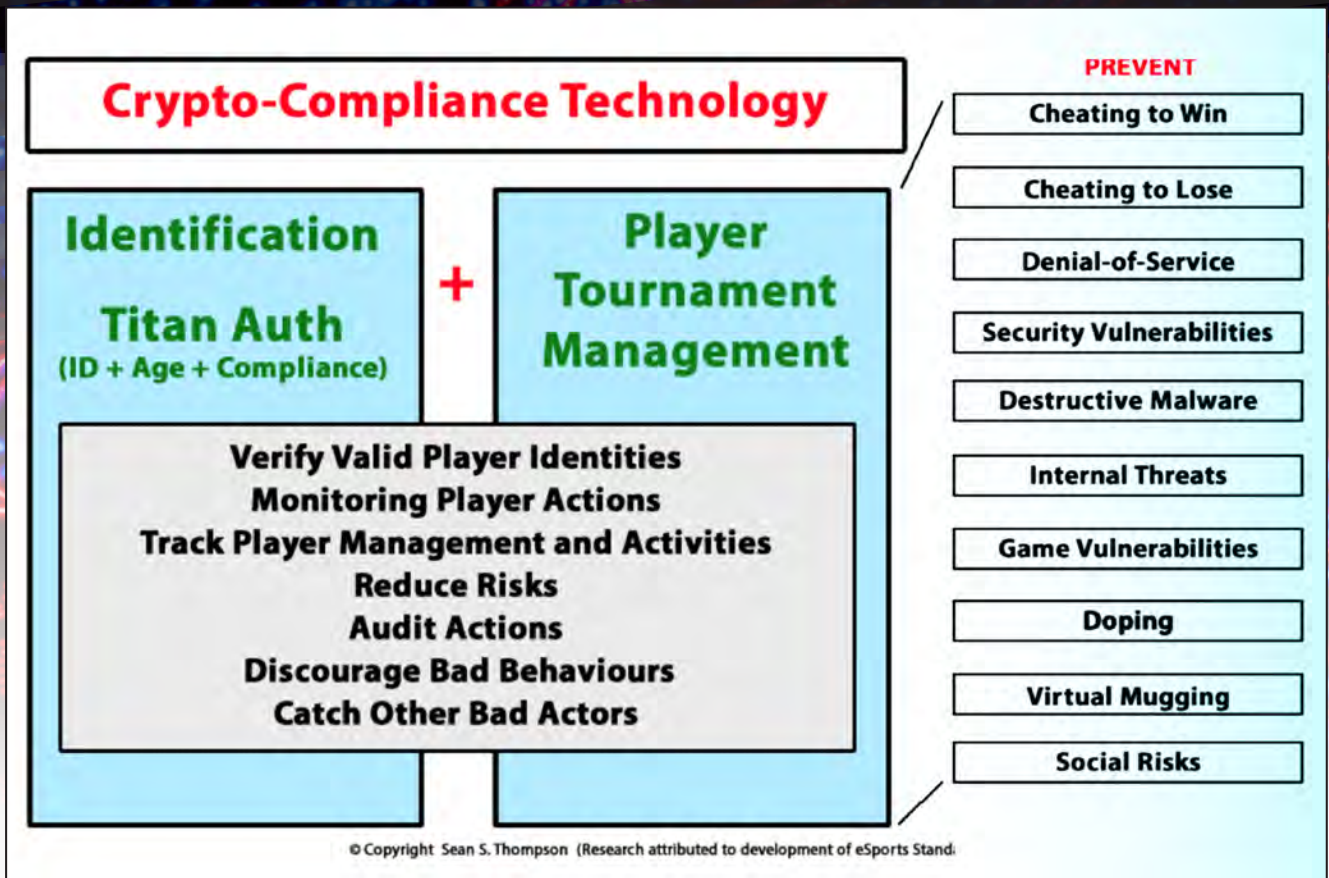 Crypto-Compliance Technology
Identification
Titan Auth
(ID + Age + Compliance)
+
Player
Tournament
Management
Verify Valid Player Identities
Monitoring Player Actions
Track Player Management and Activities
Reduce Risks
Audit Actions
Discourage Bad Behaviours
Catch Other Bad Actors
PREVENT
Cheating to Win
Cheating to Lose
Denial-of-Service
Security Vulnerabilities
Destructive Malware
Internal Threats
Game Vulnerabilities
Doping
Virtual Mugging
Social Risks
© Copyright Sean S. Thompson (Research attributed to development of eSports